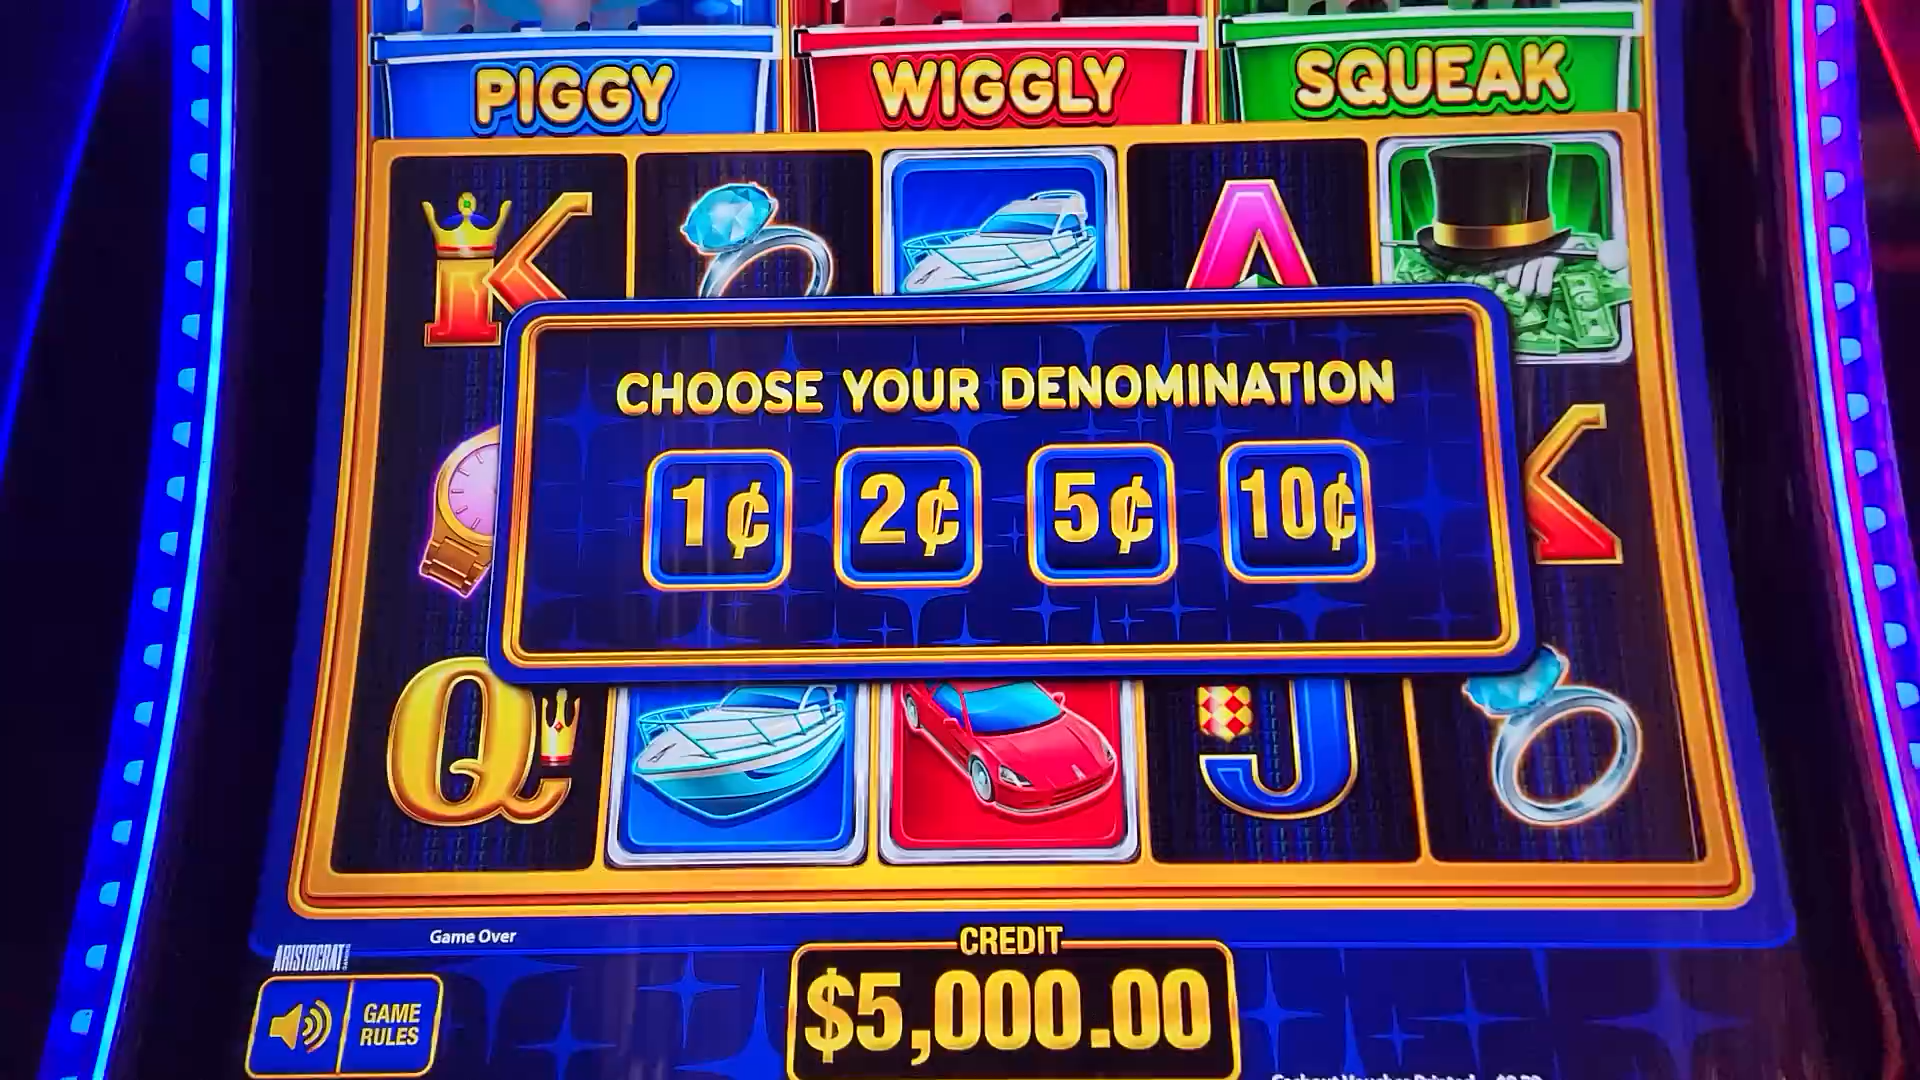 PIGGY
WIGGLY
SQUEAK
K
A
CHOOSE YOUR DENOMINATION
1¢ 2¢ 5¢ 10¢
K
Q
J
Game Over
ARISTOCRAT
CREDIT
$5,000.00
GAME
RULES